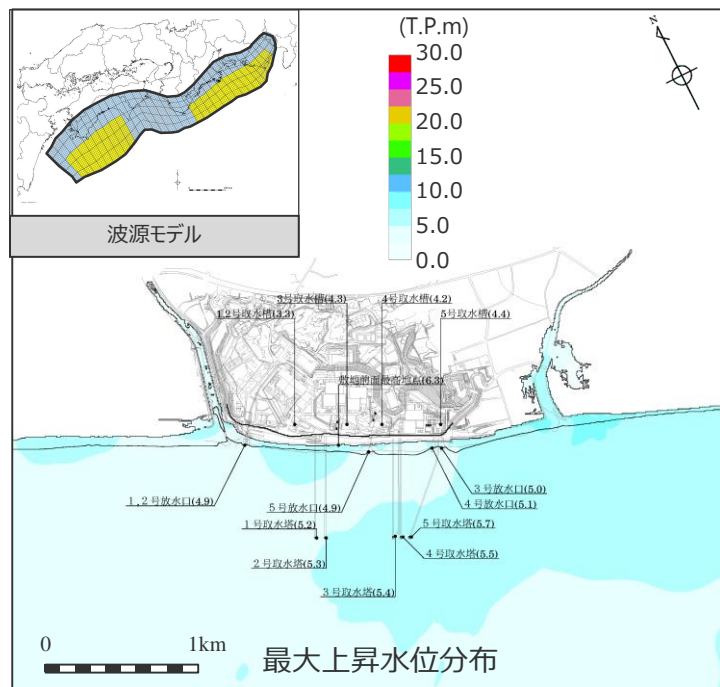 (T.P.m)
30.0
25.0
20.0
15.0
10.0
5.0
0.0
N
波源モデル
3号取水槽(4.3)
4号取水槽(4.2)
1,2号取水槽(3.3)
5号取水槽(4.4)
敷地前面最高地点(6.3)
1,2号放水口(4.9)
5号放水口(4.9)
3号放水口(5.0)
4号放水口(5.1)
1号取水塔(5.2)
5号取水塔(5.7)
2号取水塔(5.3)
4号取水塔(5.5)
3号取水塔(5.4)
0 1km
最大上昇水位分布